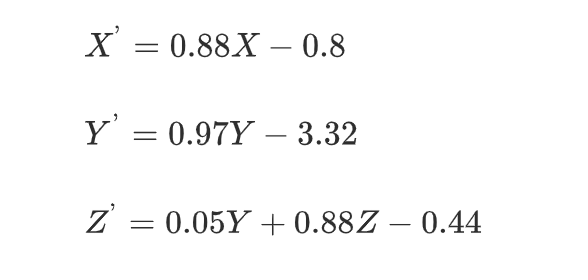 X’ = 0.88X − 0.8
Y’ = 0.97Y − 3.32
Z’ = 0.05Y + 0.88Z − 0.44